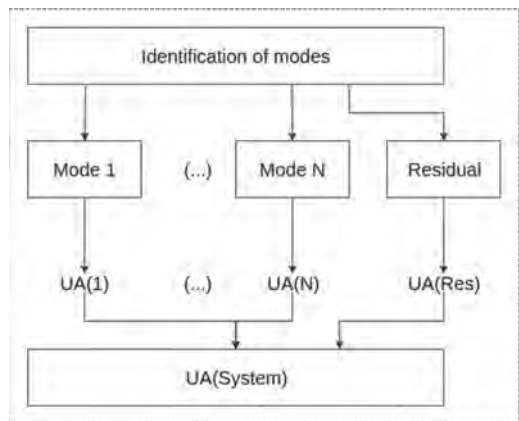 Identification of modes
Mode 1 (...) Mode N Residual
UA(1) (...) UA(N) UA(Res)
UA(System)